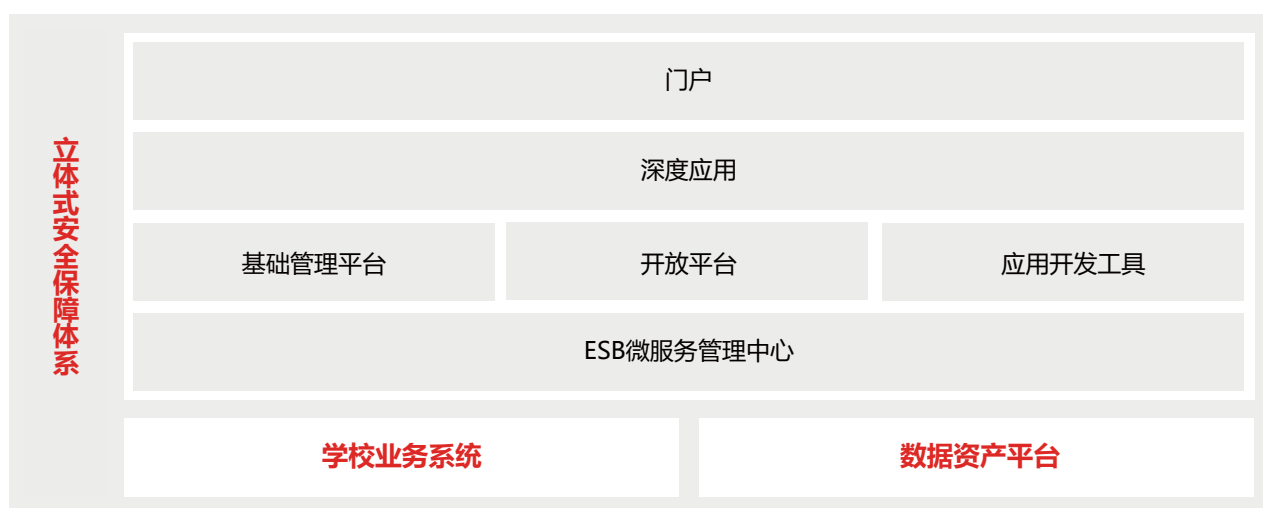 立体式安全保障体系
门户
深度应用
基础管理平台
开放平台
应用开发工具
ESB微服务管理中心
学校业务系统
数据资产平台